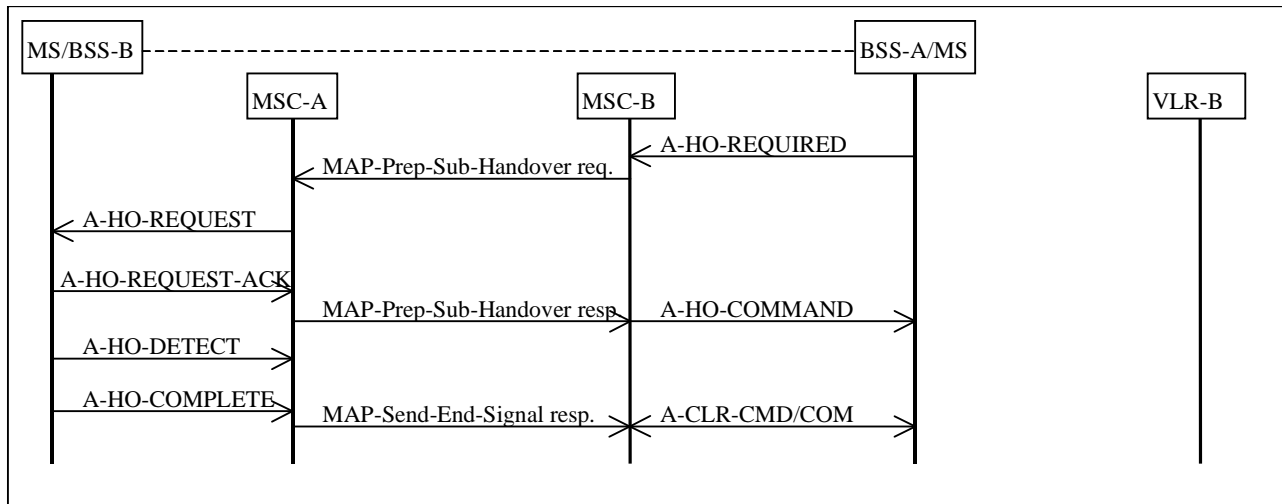 MS/BSS-B
BSS-A/MS
MSC-A
MSC-B
VLR-B
A-HO-REQUIRED
MAP-Prep-Sub-Handover req.
A-HO-REQUEST
A-HO-REQUEST-ACK
MAP-Prep-Sub-Handover resp
A-HO-COMMAND
A-HO-DETECT
A-HO-COMPLETE
MAP-Send-End-Signal resp.
A-CLR-CMD/COM